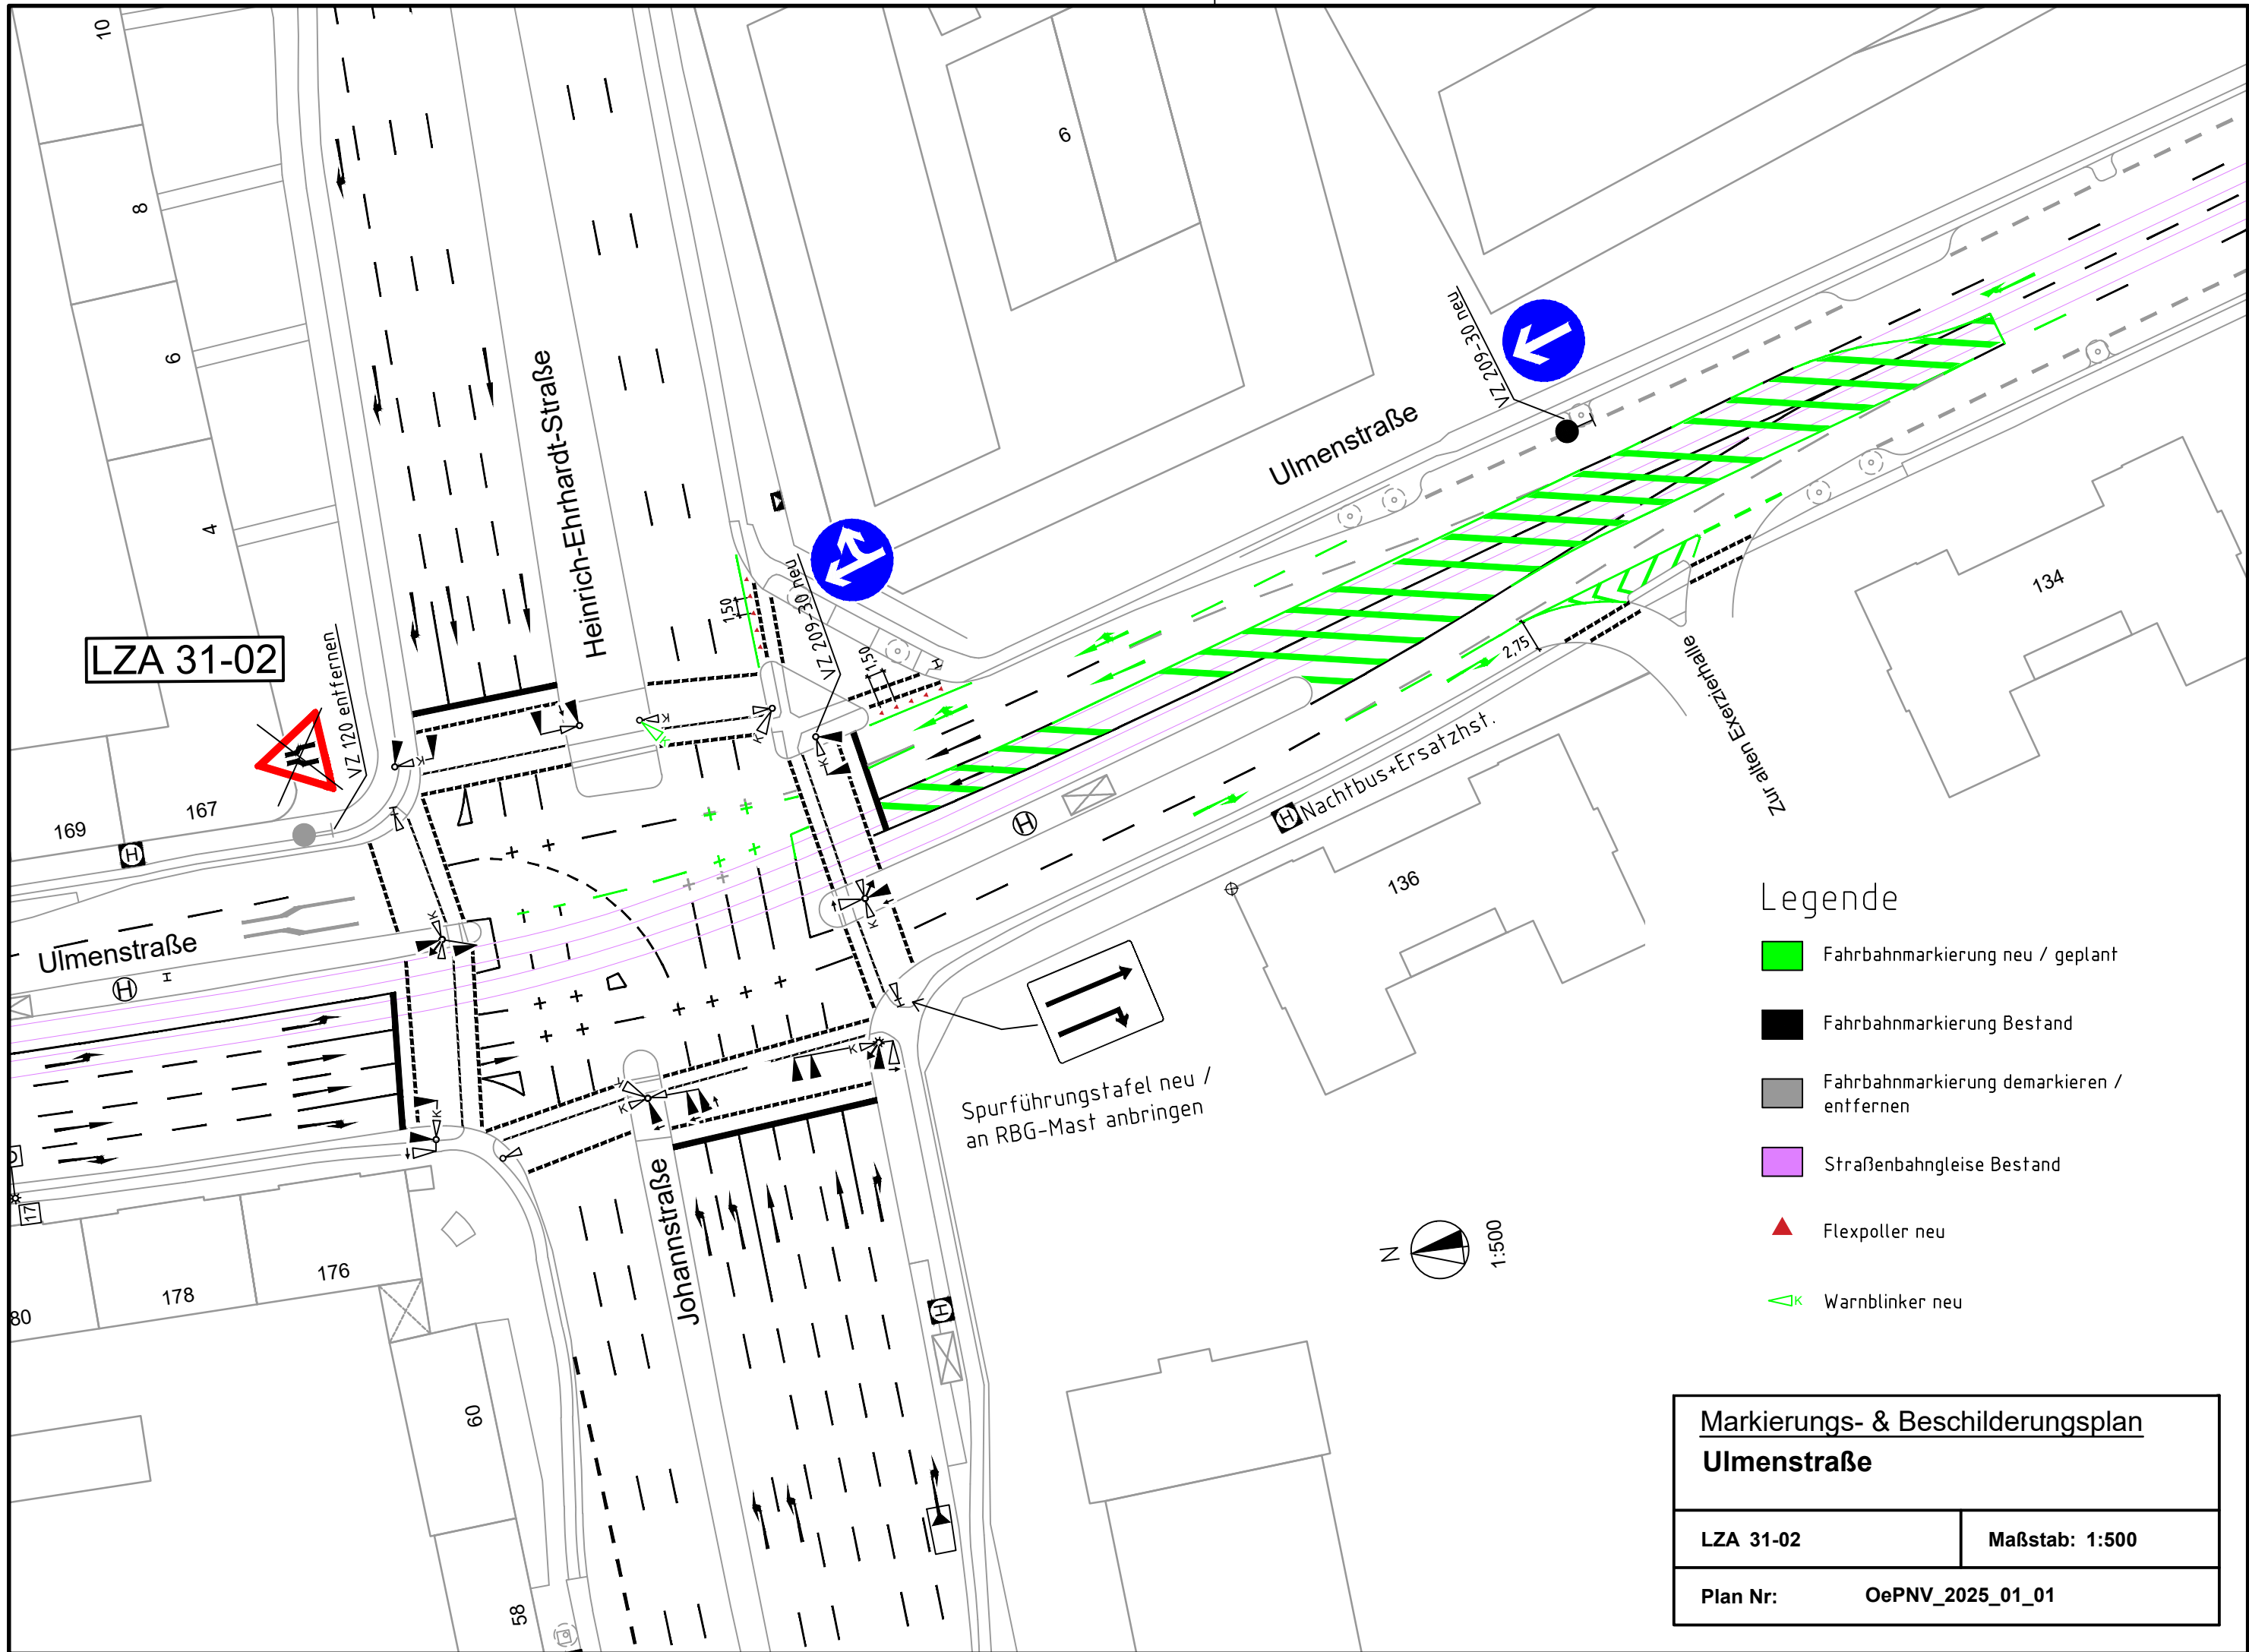 10
8
6
4
6
Heinrich-Ehrhardt-Straße
LZA 31-02
VZ 120 entfernen
167
169
H
Ulmenstraße
H
VZ 209-30 neu
VZ 209-30 neu
1,50
1,50
Ulmenstraße
2,75
Zur alten Exerzierhalle
134
H
H Nachtbus+Ersatzhst.
136
K
K
K
K
K
K
K
K
K
K
K
K
Spurführungstafel neu /
an RBG-Mast anbringen
Johannstraße
H
17
80
178
176
60
58
N
1:500
Legende
Fahrbahnmarkierung neu / geplant
Fahrbahnmarkierung Bestand
Fahrbahnmarkierung demarkieren /
entfernen
Straßenbahngleise Bestand
Flexpoller neu
K Warnblinker neu
Markierungs- & Beschilderungsplan
Ulmenstraße
LZA 31-02
Maßstab: 1:500
Plan Nr: OePNV_2025_01_01